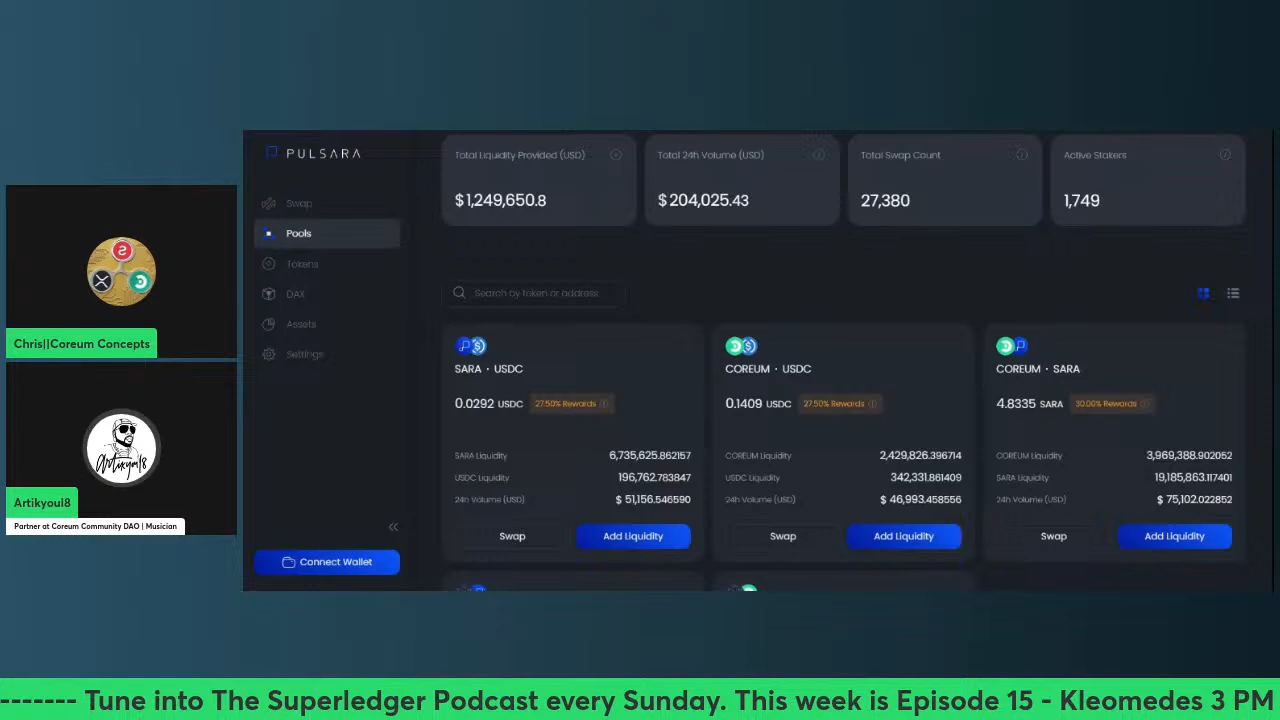 PULSARA
Swap
Pools
Tokens
DAX
Assets
Settings
Connect Wallet
Total Liquidity Provided (USD)
$ 1,249,650.8
Total 24h Volume (USD)
$ 204,025.43
Total Swap Count
27,380
Active Stakers
1,749
Search by token or address
SARA · USDC
0.0292 USDC 27.50% Rewards
SARA Liquidity 6,735,625.862157
USDC Liquidity 196,762.783847
24h Volume (USD) $ 51,156.546590
Swap Add Liquidity
COREUM · USDC
0.1409 USDC 27.50% Rewards
COREUM Liquidity 2,429,826.396714
USDC Liquidity 342,331.861409
24h Volume (USD) $ 46,993.458556
Swap Add Liquidity
COREUM · SARA
4.8335 SARA 30.00% Rewards
COREUM Liquidity 3,969,388.902052
SARA Liquidity 19,185,863.117401
24h Volume (USD) $ 75,102.022852
Swap Add Liquidity
Chris||Coreum Concepts
Artikyoul8
Partner at Coreum Community DAO | Musician
------- Tune into The Superledger Podcast every Sunday. This week is Episode 15 - Kleomedes 3 PM